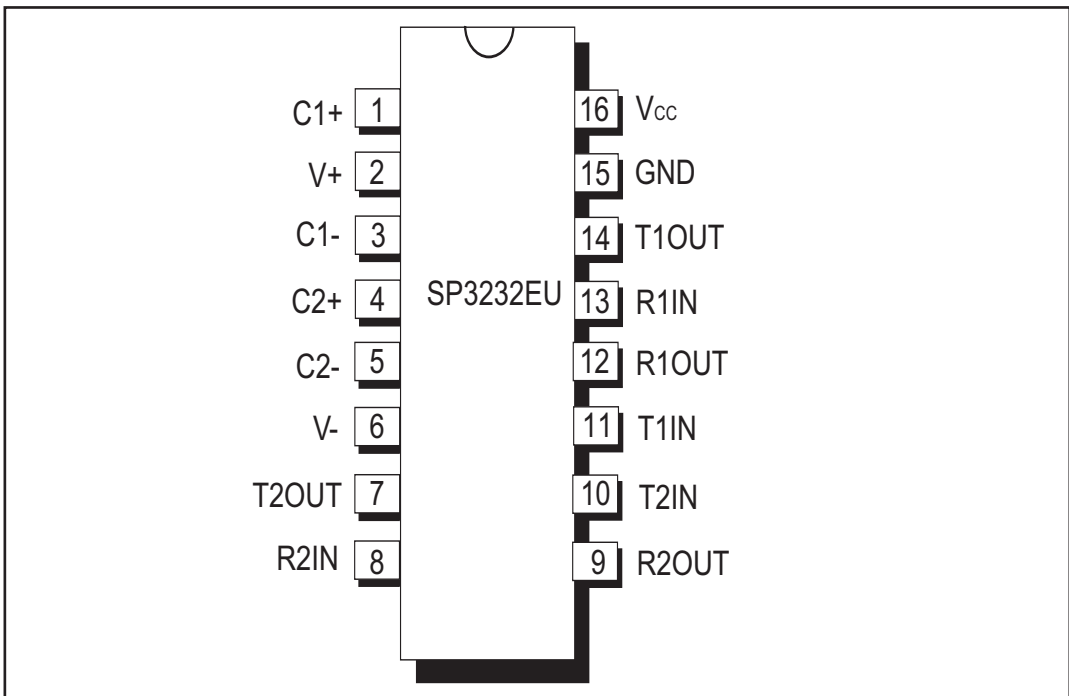 C1+ 1 16 Vcc
V+ 2 15 GND
C1- 3 14 T1OUT
C2+ 4 SP3232EU 13 R1IN
C2- 5 12 R1OUT
V- 6 11 T1IN
T2OUT 7 10 T2IN
R2IN 8 9 R2OUT